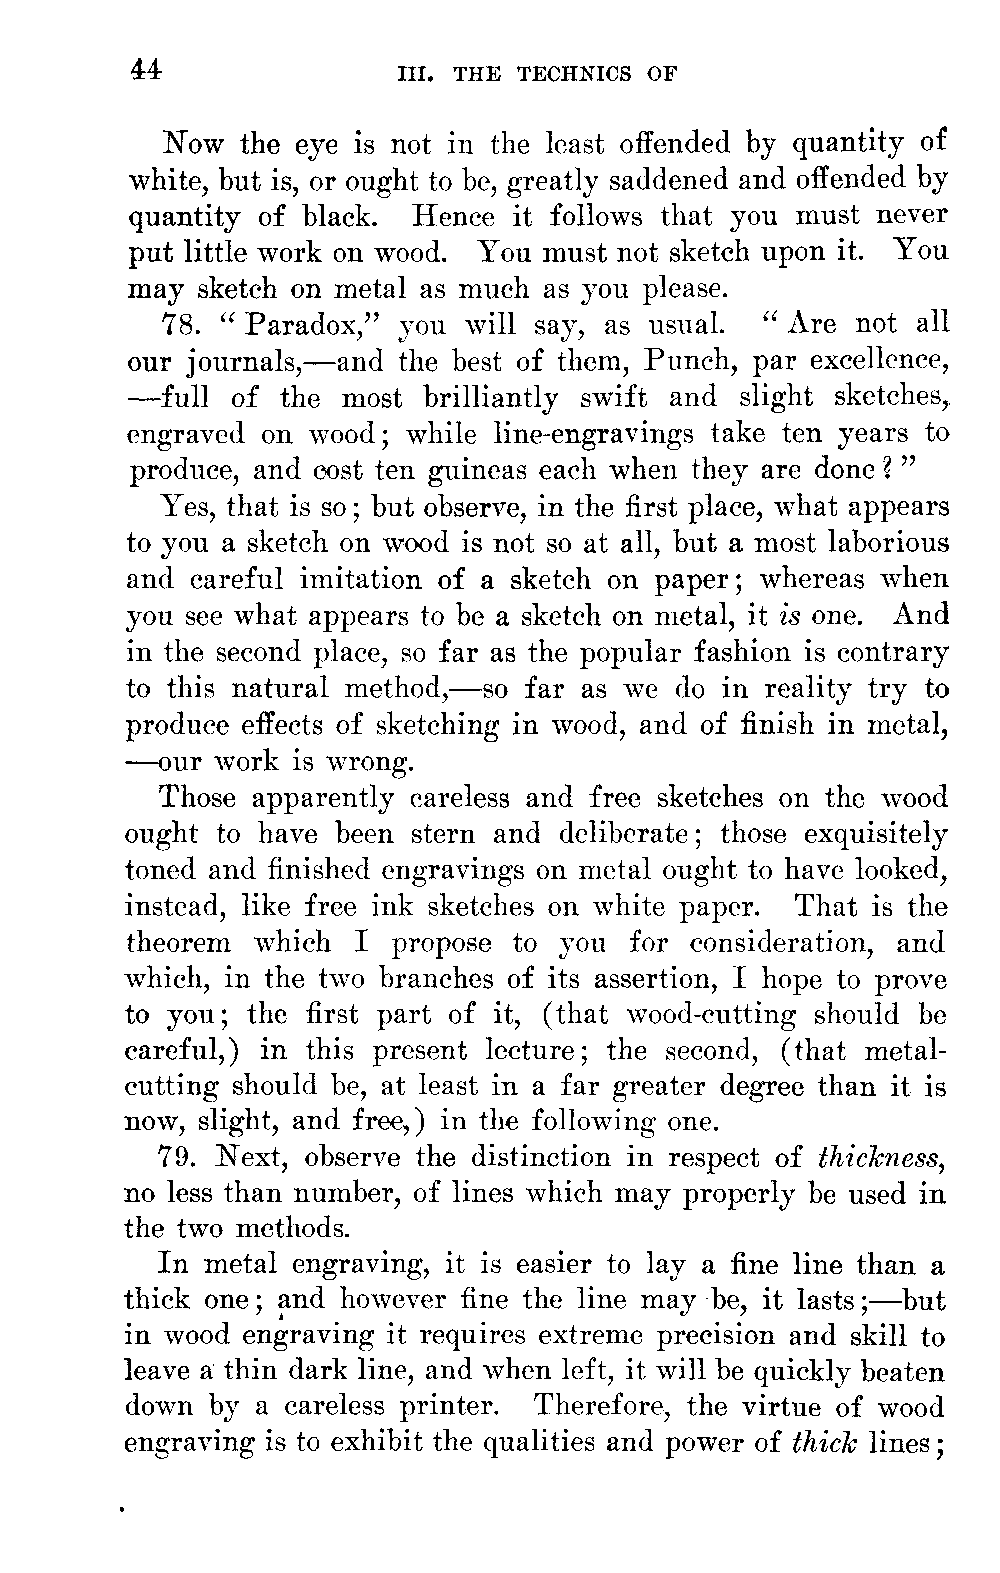 44 III. THE TECHNICS OF
Now the eye is not in the least offended by quantity of
white, but is, or ought to be, greatly saddened and offended by
quantity of black. Hence it follows that you must never
put little work on wood. You must not sketch upon it. You
may sketch on metal as much as you please.
78. “Paradox,” you will say, as usual. “Are not all
our journals,—and the best of them, Punch, par excellence,
—full of the most brilliantly swift and slight sketches,
engraved on wood; while line-engravings take ten years to
produce, and cost ten guineas each when they are done?”
Yes, that is so; but observe, in the first place, what appears
to you a sketch on wood is not so at all, but a most laborious
and careful imitation of a sketch on paper; whereas when
you see what appears to be a sketch on metal, it is one. And
in the second place, so far as the popular fashion is contrary
to this natural method,—so far as we do in reality try to
produce effects of sketching in wood, and of finish in metal,
—our work is wrong.
Those apparently careless and free sketches on the wood
ought to have been stern and deliberate; those exquisitely
toned and finished engravings on metal ought to have looked,
instead, like free ink sketches on white paper. That is the
theorem which I propose to you for consideration, and
which, in the two branches of its assertion, I hope to prove
to you; the first part of it, (that wood-cutting should be
careful,) in this present lecture; the second, (that metal-
cutting should be, at least in a far greater degree than it is
now, slight, and free,) in the following one.
79. Next, observe the distinction in respect of thickness,
no less than number, of lines which may properly be used in
the two methods.
In metal engraving, it is easier to lay a fine line than a
thick one; and however fine the line may be, it lasts;—but
in wood engraving it requires extreme precision and skill to
leave a thin dark line, and when left, it will be quickly beaten
down by a careless printer. Therefore, the virtue of wood
engraving is to exhibit the qualities and power of thick lines;